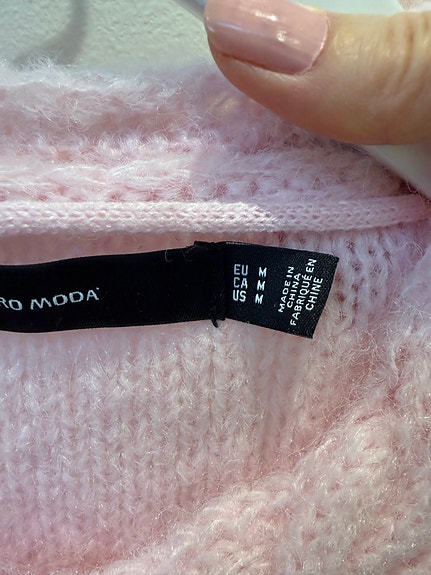 RO MODA
EU M
CA M
US M
MADE IN
CHINA
FABRIQUÉ EN
CHINE